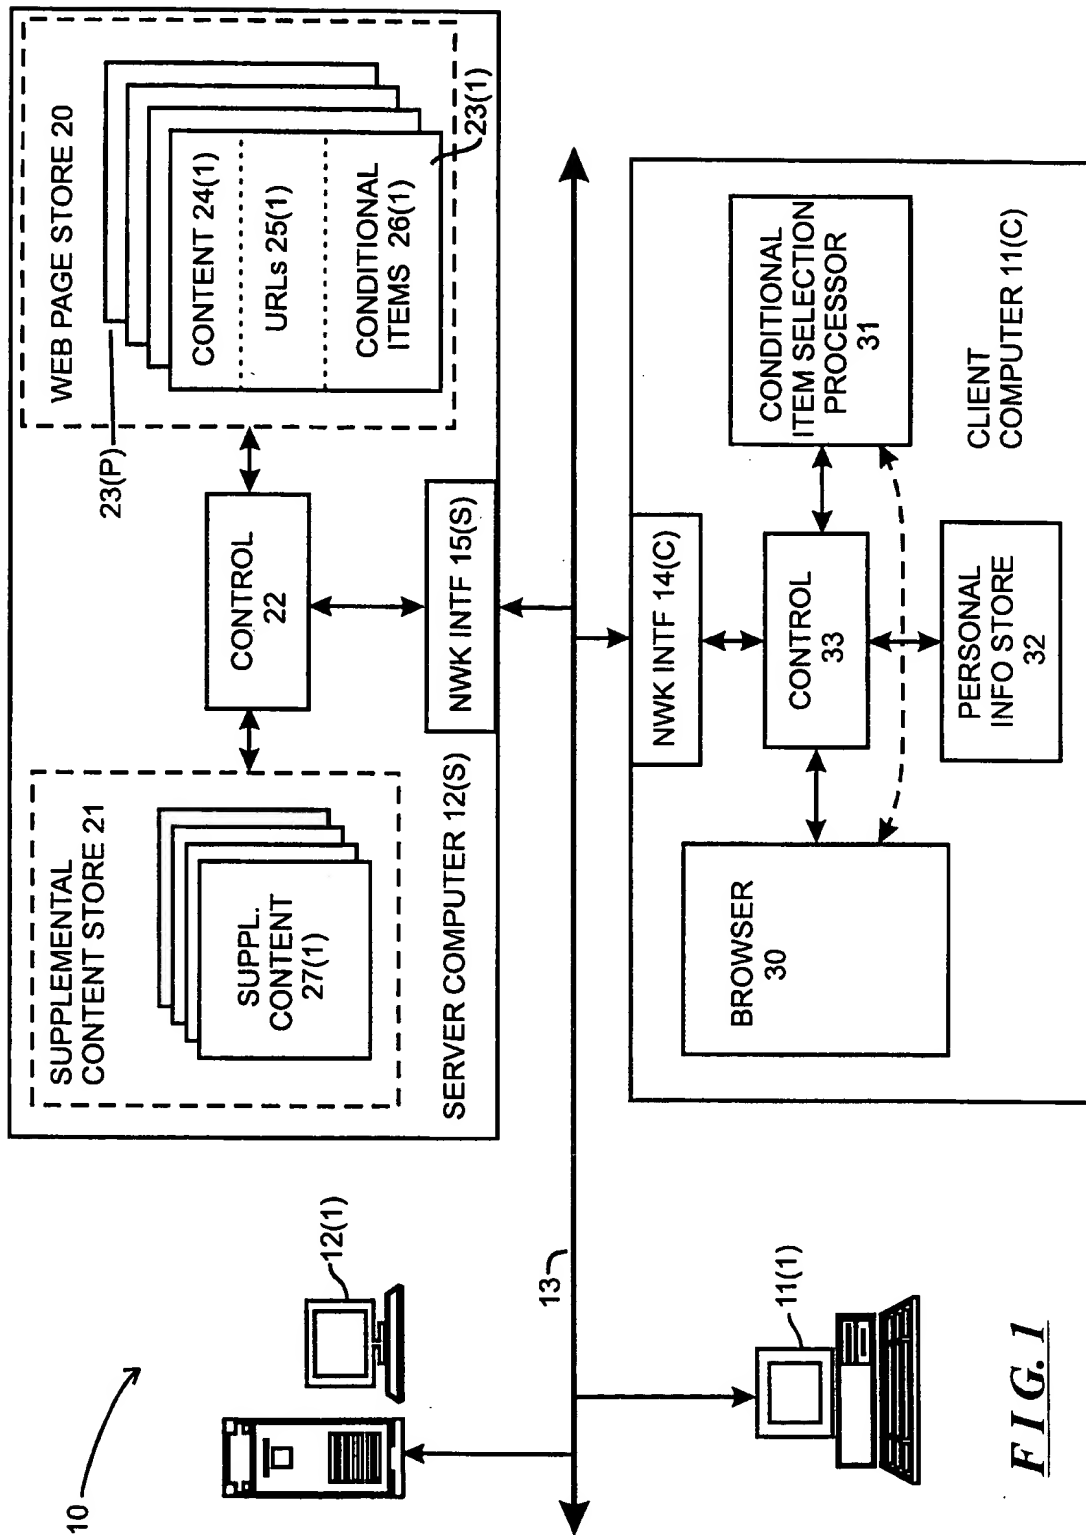 10
12(1)
SUPPLEMENTAL
CONTENT STORE 21
SUPPL.
CONTENT
27(1)
SERVER COMPUTER 12(S)
CONTROL
22
NWK INTF 15(S)
23(P)
WEB PAGE STORE 20
CONTENT 24(1)
URLs 25(1)
CONDITIONAL
ITEMS 26(1)
23(1)
13
11(1)
BROWSER
30
NWK INTF 14(C)
CONTROL
33
PERSONAL
INFO STORE
32
CONDITIONAL
ITEM SELECTION
PROCESSOR
31
CLIENT
COMPUTER 11(C)
FIG. 1